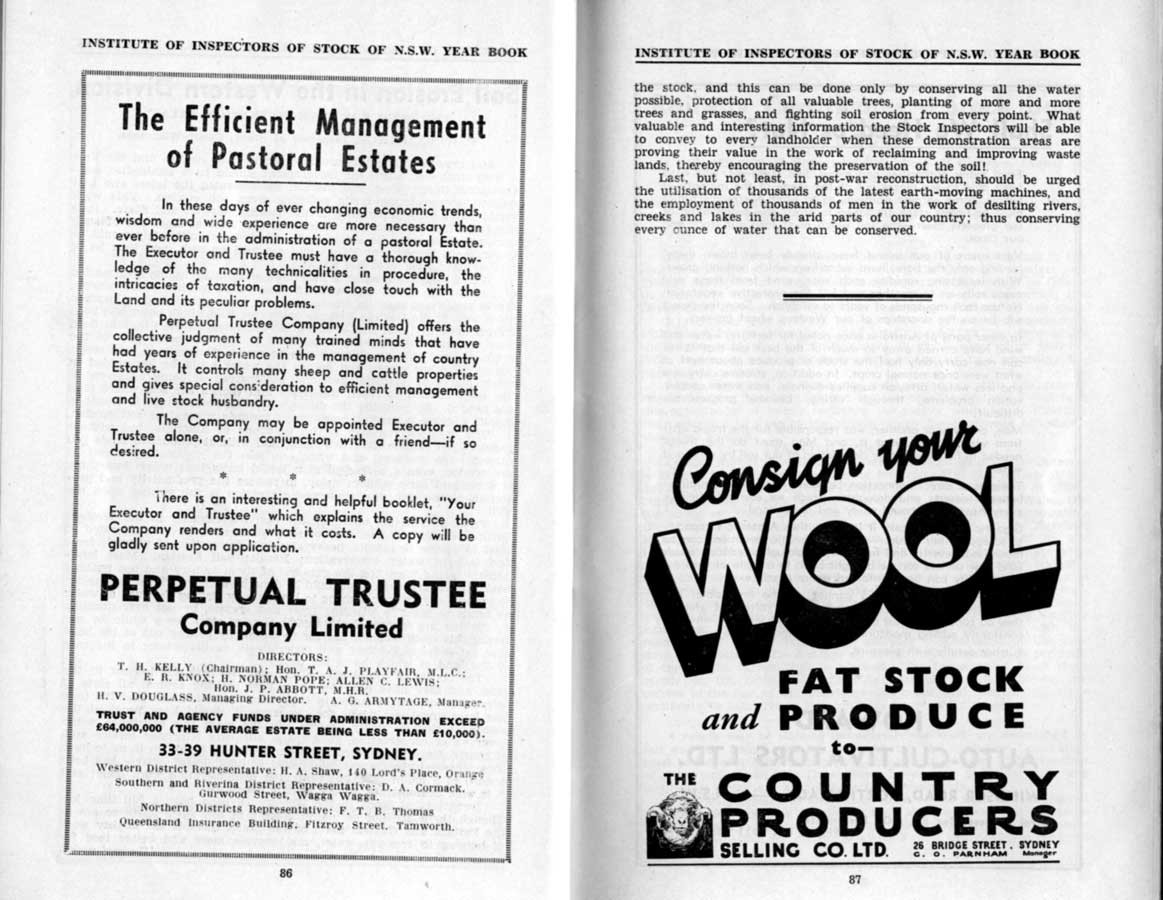 INSTITUTE OF INSPECTORS OF STOCK OF N.S.W. YEAR BOOK
The Efficient Management
of Pastoral Estates
In these days of ever changing economic trends,
wisdom and wide experience are more necessary than
ever before in the administration of a pastoral Estate.
The Executor and Trustee must have a thorough know-
ledge of the many technicalities in procedure, the
intricacies of taxation, and have close touch with the
Land and its peculiar problems.
Perpetual Trustee Company (Limited) offers the
collective judgment of many trained minds that have
had years of experience in the management of country
Estates. It controls many sheep and cattle properties
and gives special consideration to efficient management
and live stock husbandry.
The Company may be appointed Executor and
Trustee alone, or, in conjunction with a friend—if so
desired.
* * *
There is an interesting and helpful booklet, "Your
Executor and Trustee" which explains the service the
Company renders and what it costs. A copy will be
gladly sent upon application.
PERPETUAL TRUSTEE
Company Limited
DIRECTORS:
T. H. KELLY (Chairman); Hon. T. A. J. PLAYFAIR, M.L.C.;
E. R. KNOX; H. NORMAN POPE; ALLEN C. LEWIS;
Hon. J. P. ABBOTT, M.H.R.
H. V. DOUGLASS, Managing Director. A. G. ARMYTAGE, Manager.
TRUST AND AGENCY FUNDS UNDER ADMINISTRATION EXCEED
£64,000,000 (THE AVERAGE ESTATE BEING LESS THAN £10,000).
33-39 HUNTER STREET, SYDNEY.
Western District Representative: H. A. Shaw, 140 Lord's Place, Orange
Southern and Riverina District Representative: D. A. Cormack,
Gurwood Street, Wagga Wagga.
Northern Districts Representative: F. T. B. Thomas
Queensland Insurance Building, Fitzroy Street, Tamworth.
86
INSTITUTE OF INSPECTORS OF STOCK OF N.S.W. YEAR BOOK
the stock, and this can be done only by conserving all the water
possible, protection of all valuable trees, planting of more and more
trees and grasses, and fighting soil erosion from every point. What
valuable and interesting information the Stock Inspectors will be able
to convey to every landholder when these demonstration areas are
proving their value in the work of reclaiming and improving waste
lands, thereby encouraging the preservation of the soil!
Last, but not least, in post-war reconstruction, should be urged
the utilisation of thousands of the latest earth-moving machines, and
the employment of thousands of men in the work of desilting rivers,
creeks and lakes in the arid parts of our country; thus conserving
every ounce of water that can be conserved.
Consign your
WOOL
FAT STOCK
and PRODUCE
to—
THE COUNTRY
PRODUCERS
SELLING CO. LTD. 26 BRIDGE STREET, SYDNEY
G. O. PARNHAM Manager
87